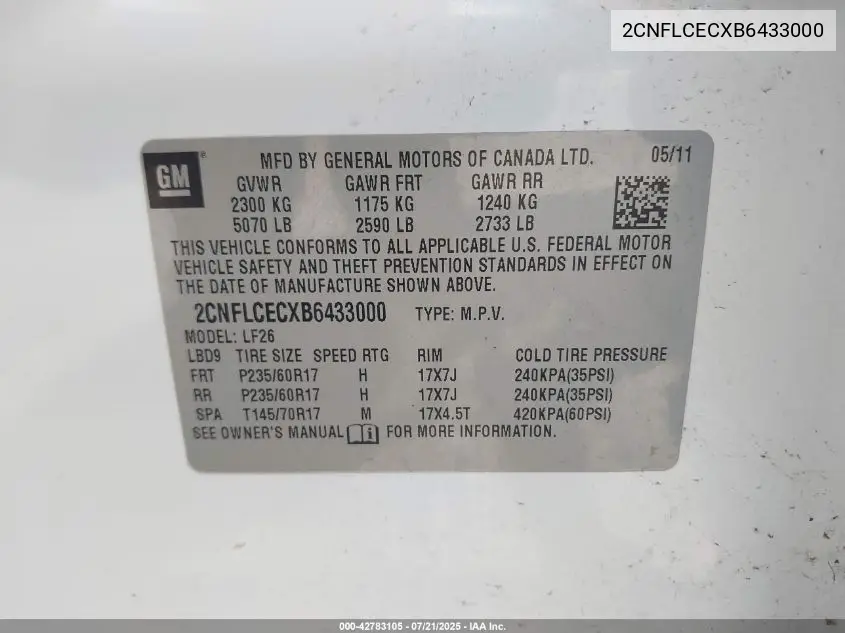 2CNFLCECXB6433000
GM® MFD BY GENERAL MOTORS OF CANADA LTD. 05/11
GVWR GAWR FRT GAWR RR
2300 KG 1175 KG 1240 KG
5070 LB 2590 LB 2733 LB
THIS VEHICLE CONFORMS TO ALL APPLICABLE U.S. FEDERAL MOTOR
VEHICLE SAFETY AND THEFT PREVENTION STANDARDS IN EFFECT ON
THE DATE OF MANUFACTURE SHOWN ABOVE.
2CNFLCECXB6433000 TYPE: M.P.V.
MODEL: LF26
LBD9 TIRE SIZE SPEED RTG RIM COLD TIRE PRESSURE
FRT P235/60R17 H 17X7J 240KPA(35PSI)
RR P235/60R17 H 17X7J 240KPA(35PSI)
SPA T145/70R17 M 17X4.5T 420KPA(60PSI)
SEE OWNER'S MANUAL i FOR MORE INFORMATION.
000-42783105 - 07/21/2025 - IAA Inc.